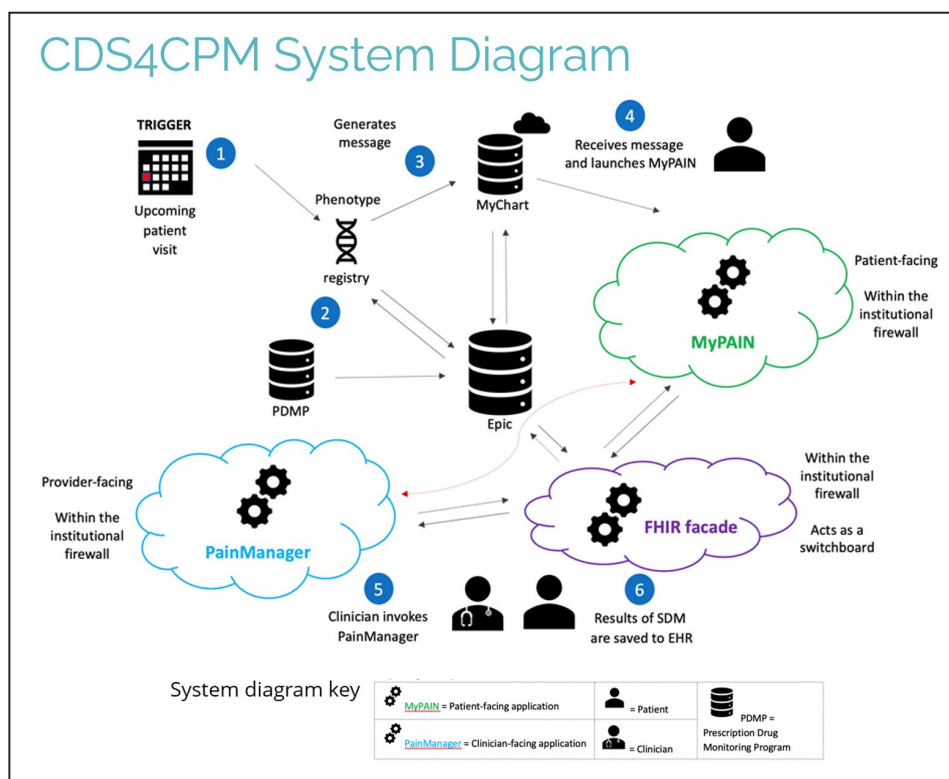 CDS4CPM System Diagram
TRIGGER
1
Upcoming
patient
visit
Phenotype
registry
2
PDMP
Generates
message
3
MyChart
4
Receives message
and launches MyPAIN
Epic
MyPAIN
Patient-facing
Within the
institutional
firewall
Provider-facing
Within the
institutional
firewall
PainManager
FHIR facade
Within the
institutional
firewall
Acts as a
switchboard
5
Clinician invokes
PainManager
6
Results of SDM
are saved to EHR
System diagram key
MyPAIN = Patient-facing application
= Patient
PDMP =
Prescription Drug
Monitoring Program
PainManager = Clinician-facing application
= Clinician